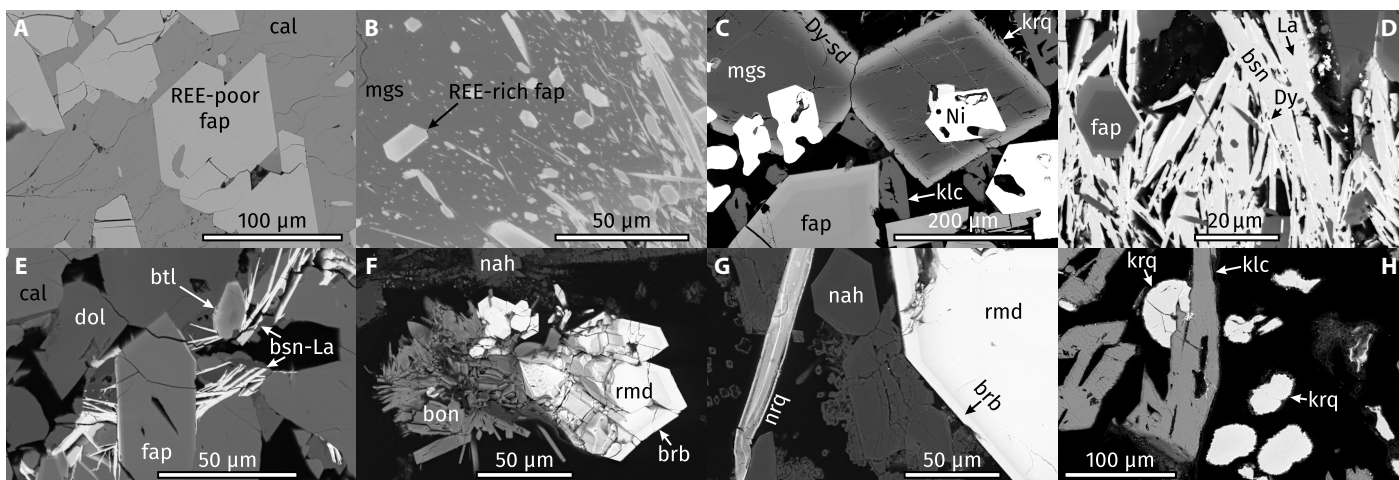 A
cal
REE-poor
fap
100 µm
B
mgs
REE-rich fap
50 µm
C
Dy-sd
krq
mgs
Ni
klc
fap
200 µm
D
La
bsn
Dy
fap
20 µm
E
btl
cal
dol
bsn-La
fap
50 µm
F
nah
rmd
bon
brb
50 µm
G
nah
rmd
nrq
brb
50 µm
H
krq
klc
krq
100 µm